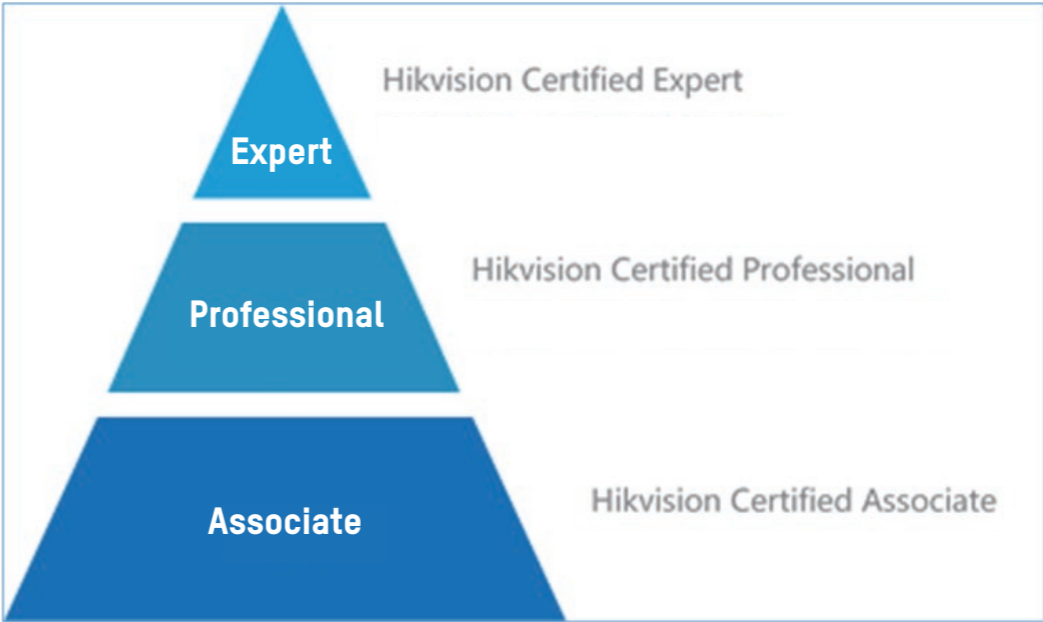 Hikvision Certified Expert
Expert
Hikvision Certified Professional
Professional
Hikvision Certified Associate
Associate